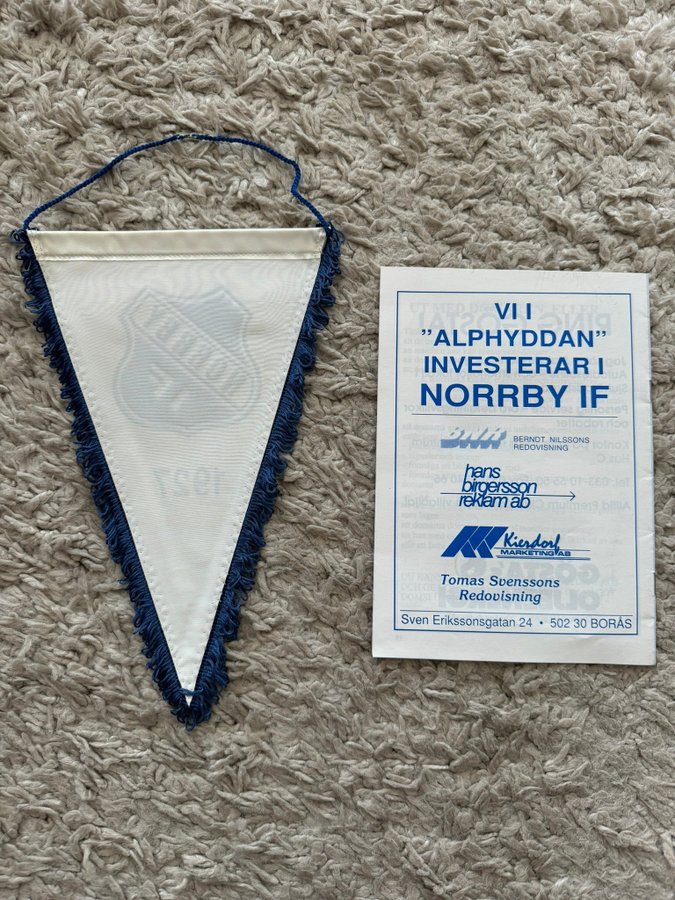 VI I
"ALPHYDDAN"
INVESTERAR I
NORRBY IF
BNR BERNDT NILSSONS
REDOVISNING
hans
birgersson
reklam ab
Kierdorf
MARKETING AB
Tomas Svenssons
Redovisning
Sven Erikssonsgatan 24 • 502 30 BORÅS